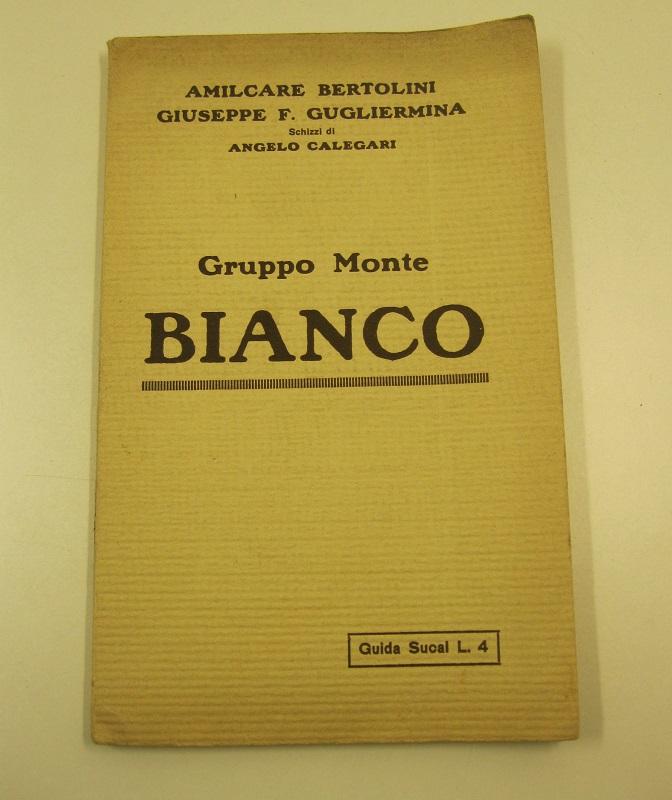 AMILCARE BERTOLINI
GIUSEPPE F. GUGLIERMINA
Schizzi di
ANGELO CALEGARI
Gruppo Monte
BIANCO
Guida Sucai L. 4